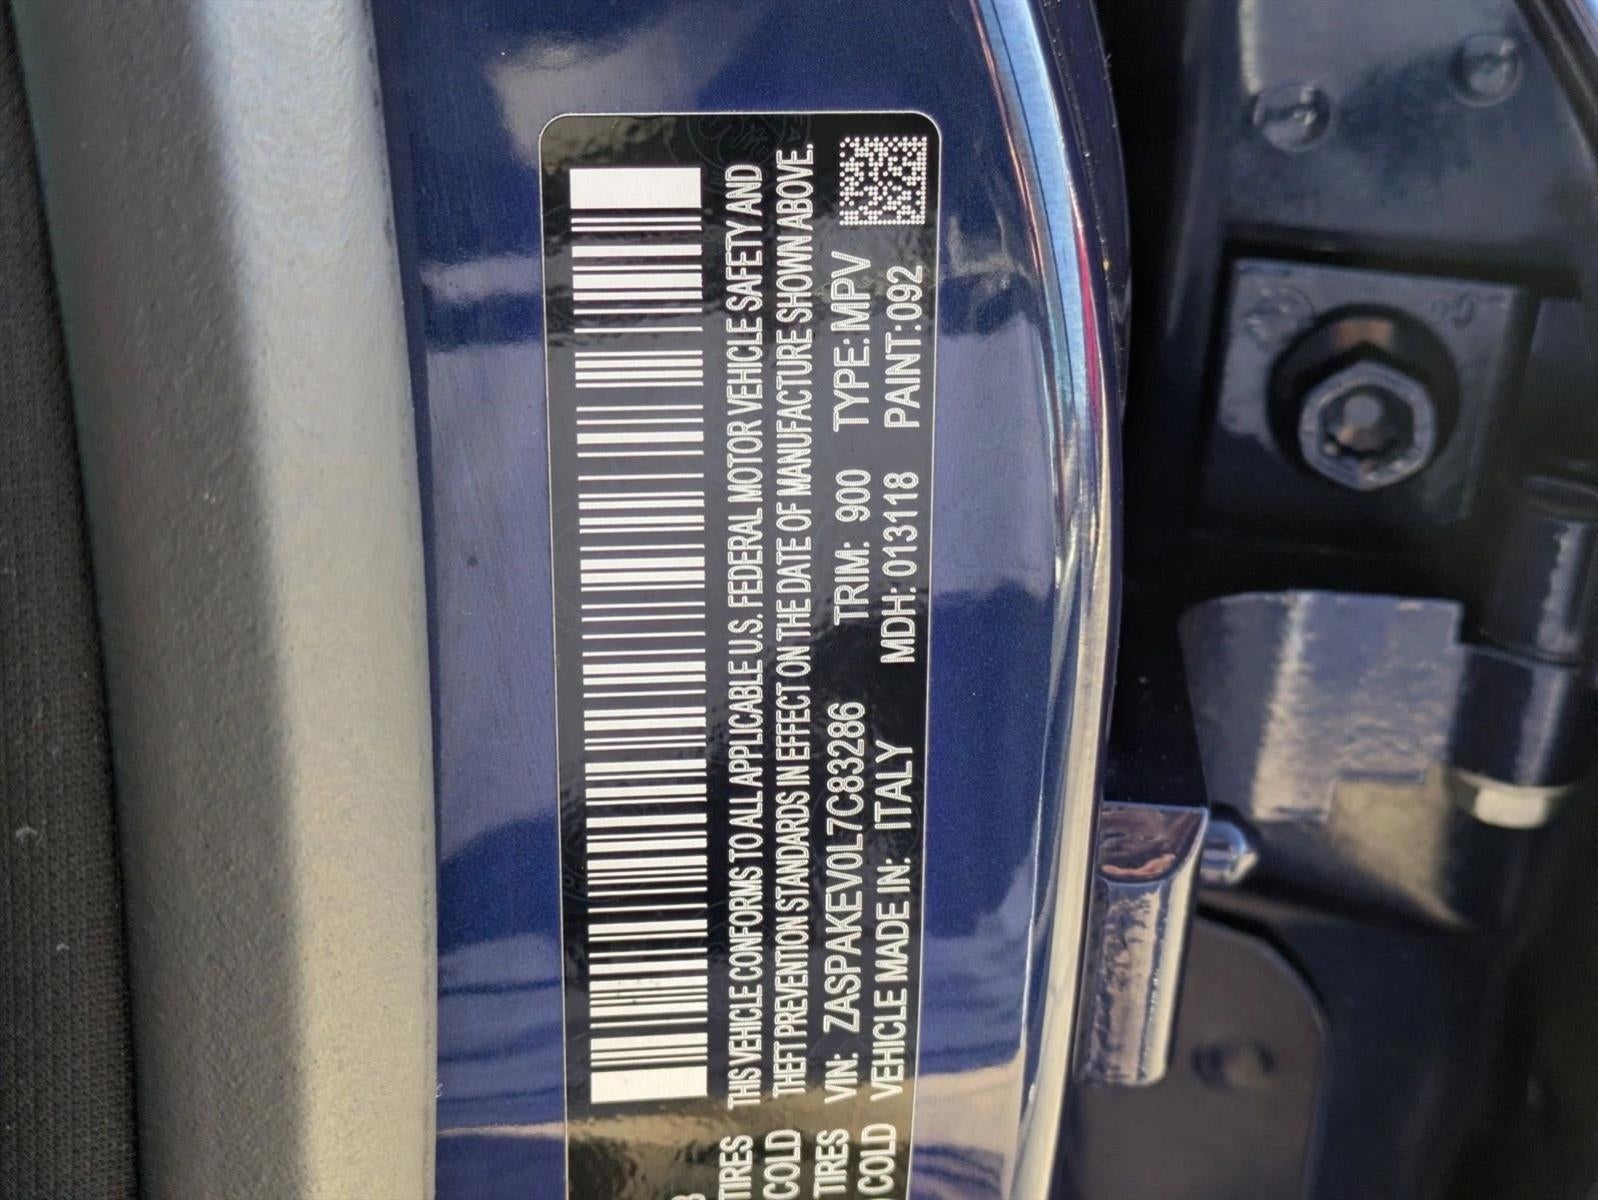 THIS VEHICLE CONFORMS TO ALL APPLICABLE U.S. FEDERAL MOTOR VEHICLE SAFETY AND
THEFT PREVENTION STANDARDS IN EFFECT ON THE DATE OF MANUFACTURE SHOWN ABOVE.
VIN: ZASPAKEV0L7C83286 TRIM: 900 TYPE: MPV
VEHICLE MADE IN: ITALY MDH: 013118 PAINT: 092
TIRES
COLD
TIRES
COLD